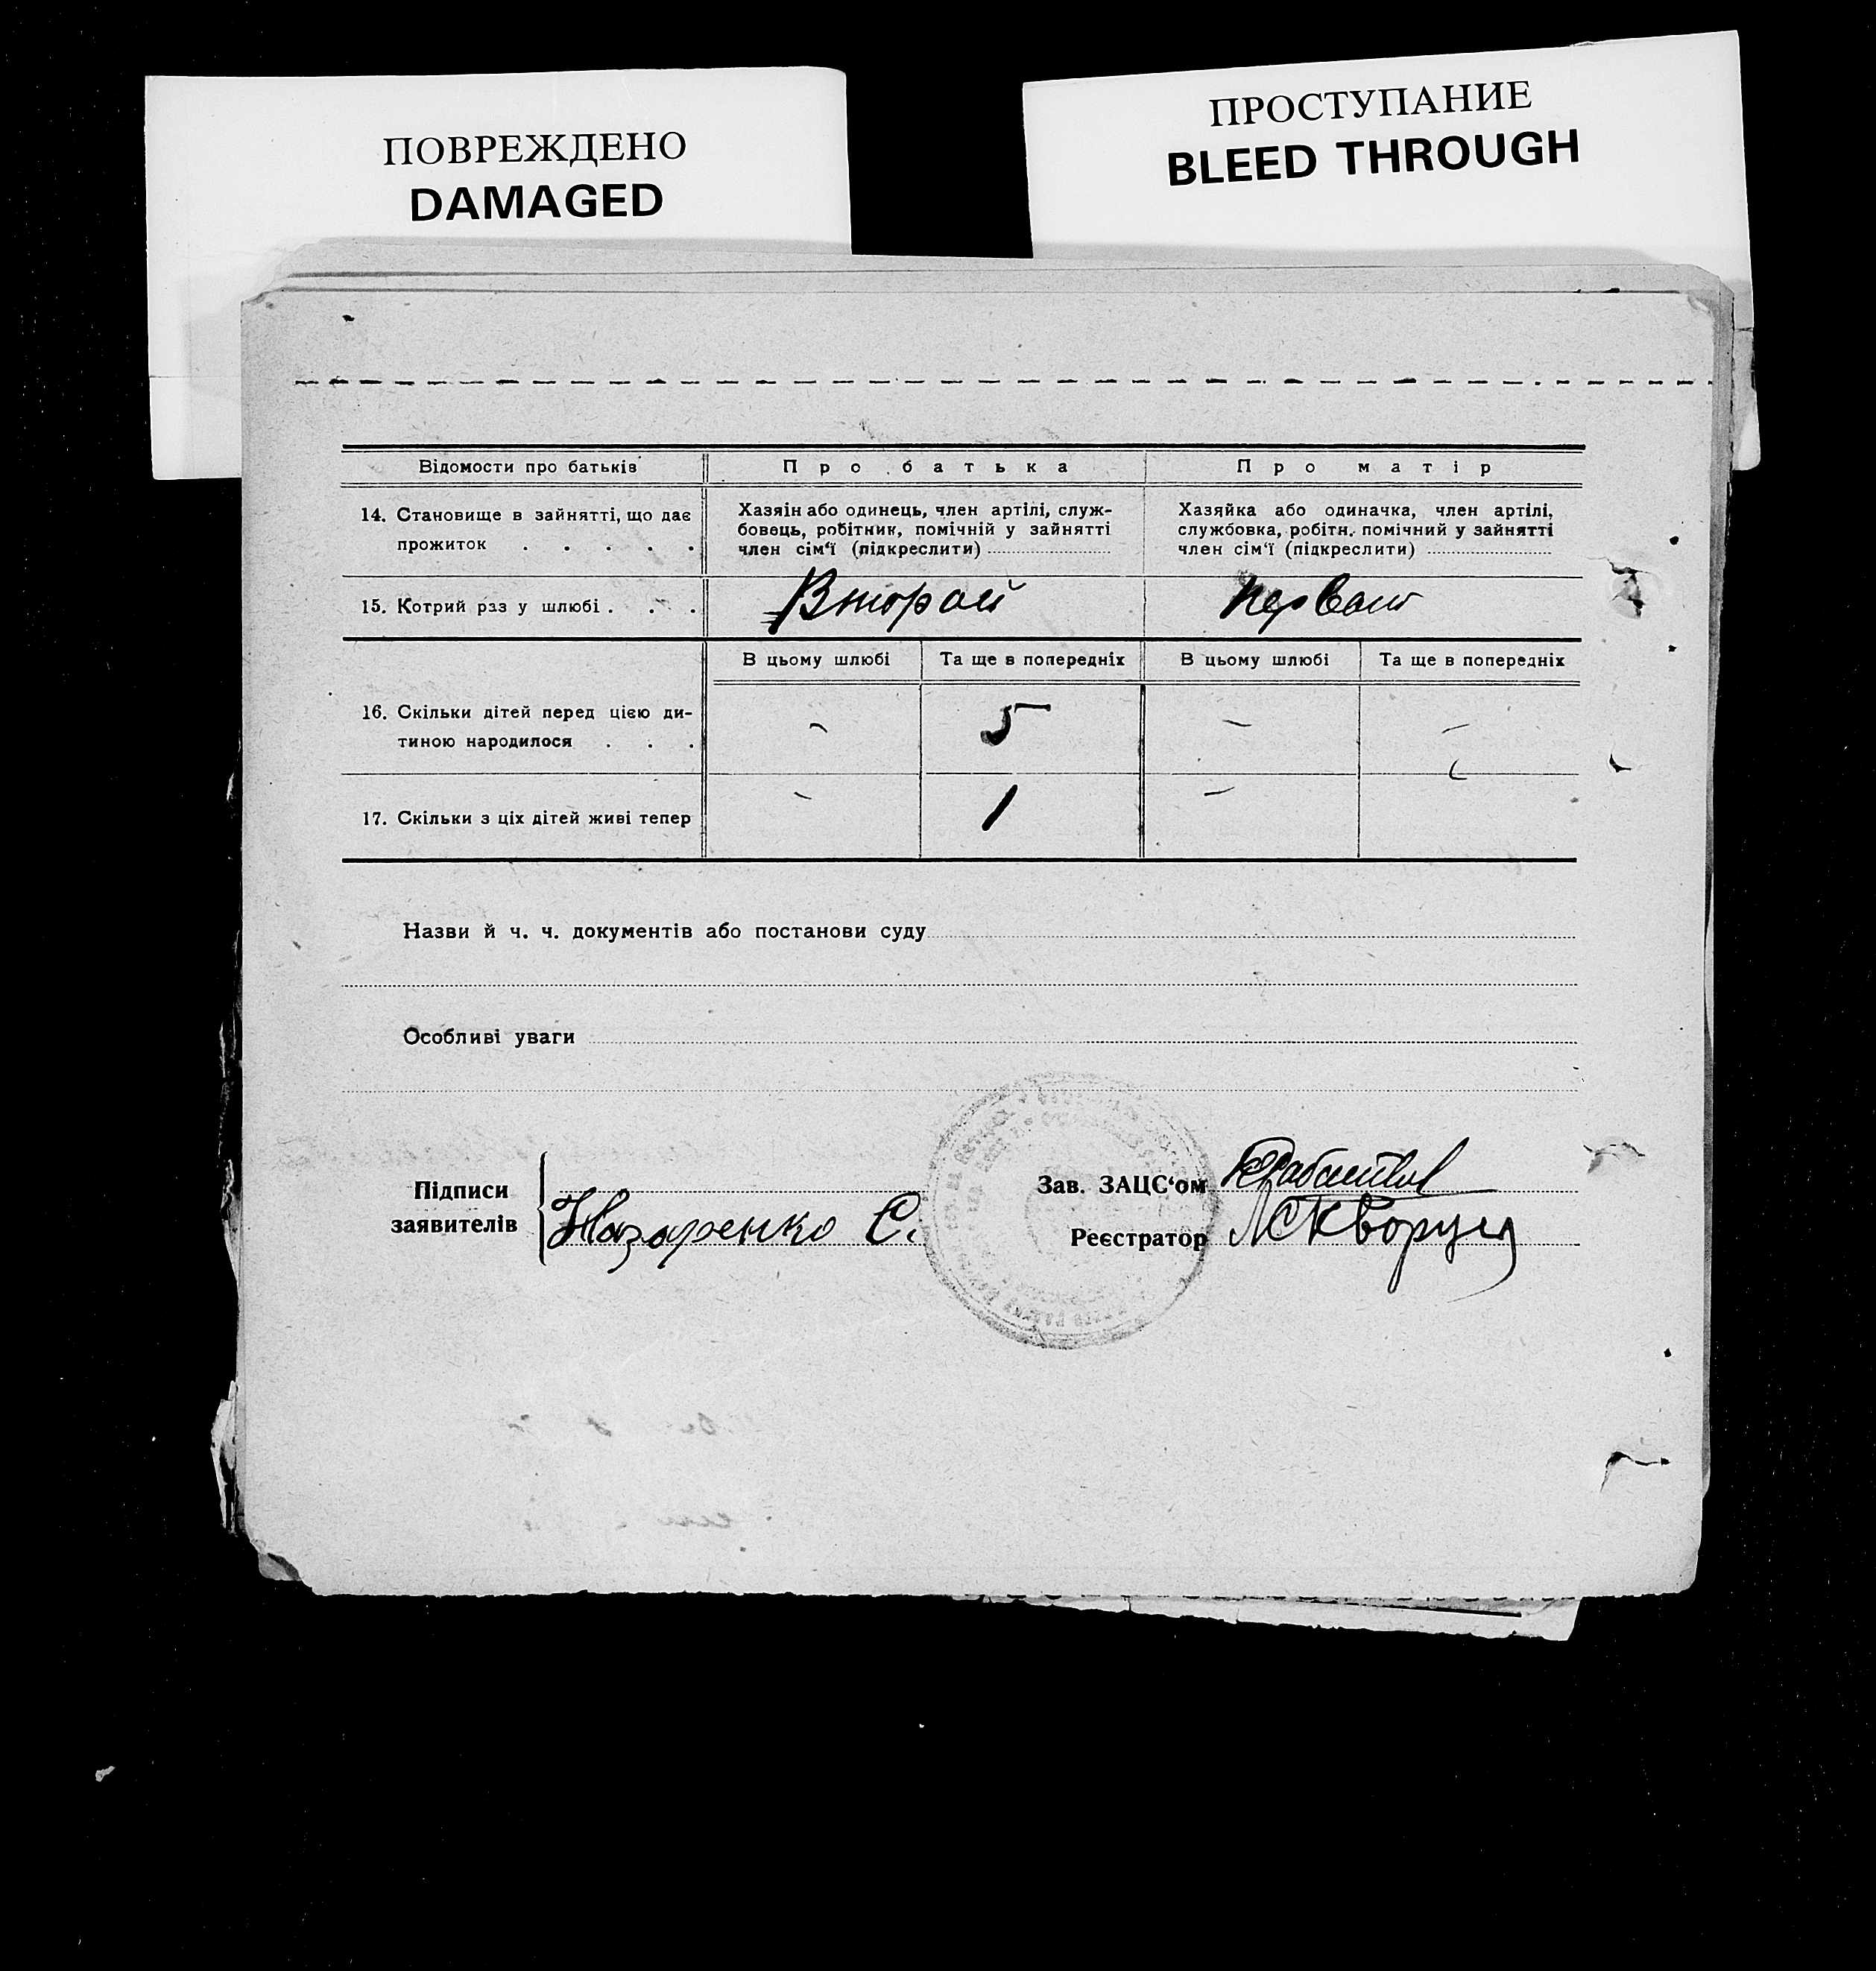 ПОВРЕЖДЕНО
DAMAGED
ПРОСТУПАНИЕ
BLEED THROUGH
Відомости про батьків
Про батька
Про матір
14. Становище в зайнятті, що дає
прожиток . . . . .
Хазяін або одинець, член артілі, служ-
бовець, робітник, помічній у зайнятті
член сім'ї (підкреслити)
Хазяйка або одиначка, член артілі,
службовка, робітн. помічний у зайнятті
член сім'ї (підкреслити)
15. Котрий раз у шлюбі . . .
Второй
В цьому шлюбі
Та ще в попередніх
В цьому шлюбі
Та ще в попередніх
16. Скільки дітей перед цією ди-
тиною народилося . . .
-
5
-
-
17. Скільки з ціх дітей живі тепер
-
1
-
Назви й ч. ч. документів або постанови суду
Особливі уваги
Підписи
заявителів
Назаренко Є.
Зав. ЗАЦС'ом
Реєстратор